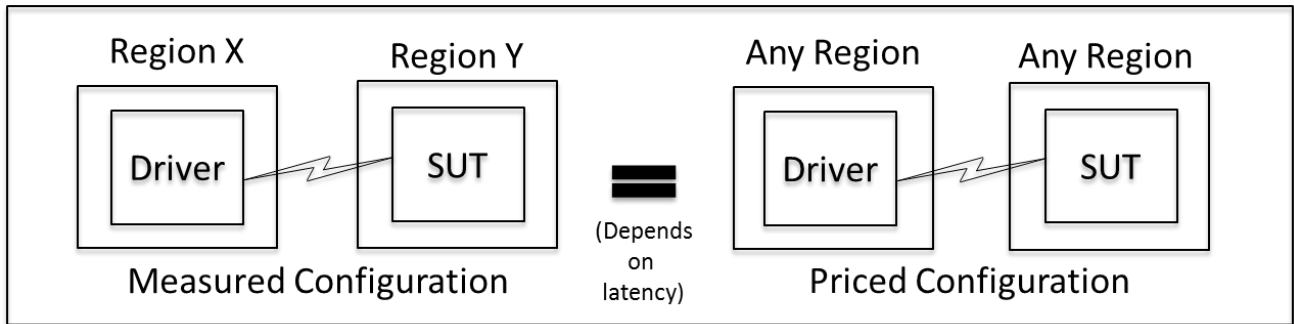 Region X
Region Y
Any Region
Any Region
Driver
SUT
Driver
SUT
=
(Depends
on
latency)
Measured Configuration
Priced Configuration